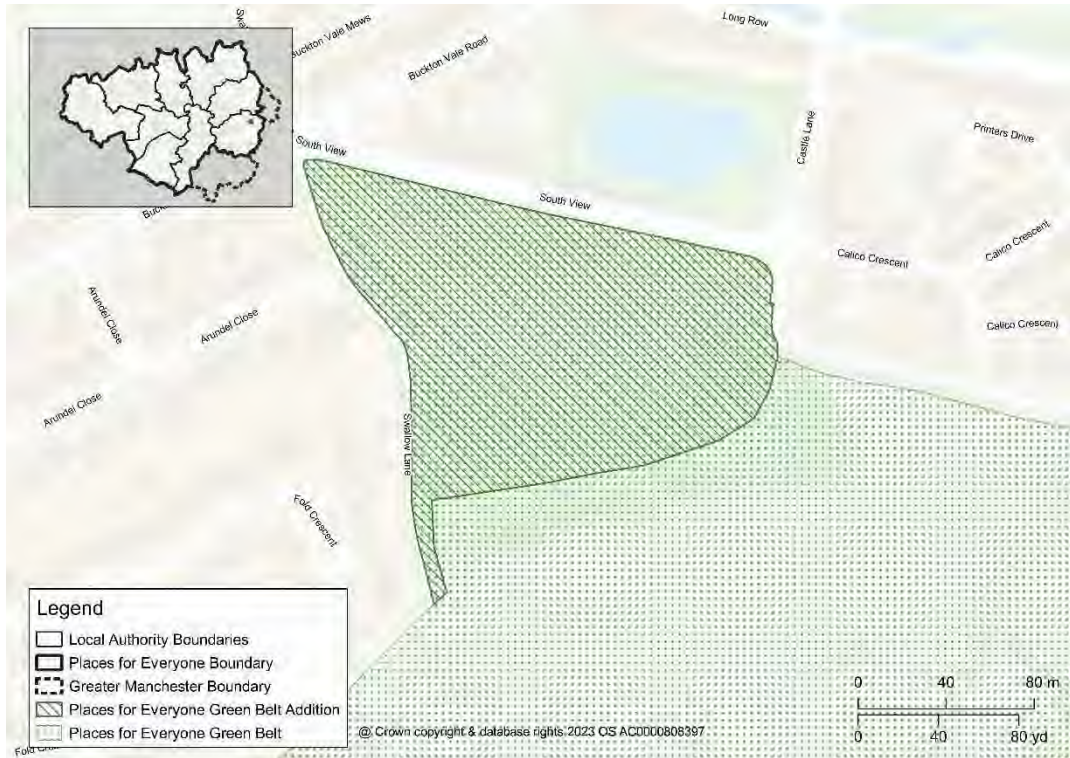 Long Row
Buckton Vale Mews
Buckton Vale Road
Castle Lane
Printers Drive
South View
South View
Calico Crescent
Calico Crescent
Calico Crescent
Arundel Close
Arundel Close
Arundel Close
Swallow Lane
Fold Crescent
Legend
Local Authority Boundaries
Places for Everyone Boundary
Greater Manchester Boundary
Places for Everyone Green Belt Addition
Places for Everyone Green Belt
@ Crown copyright & database rights 2023 OS AC0000808397
0 40 80 m
0 40 80 yd